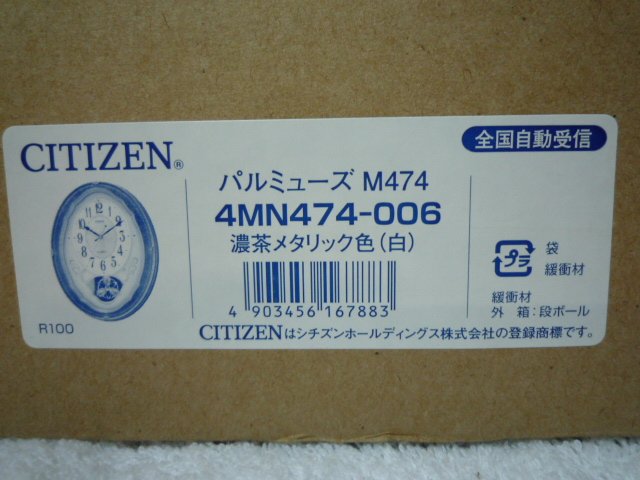 CITIZEN®
全国自動受信
パルミューズ M474
4MN474-006
濃茶メタリック色(白)
4 903456 167883
R100
プラ
袋
緩衝材
緩衝材
外 箱:段ボール
CITIZENはシチズンホールディングス株式会社の登録商標です。